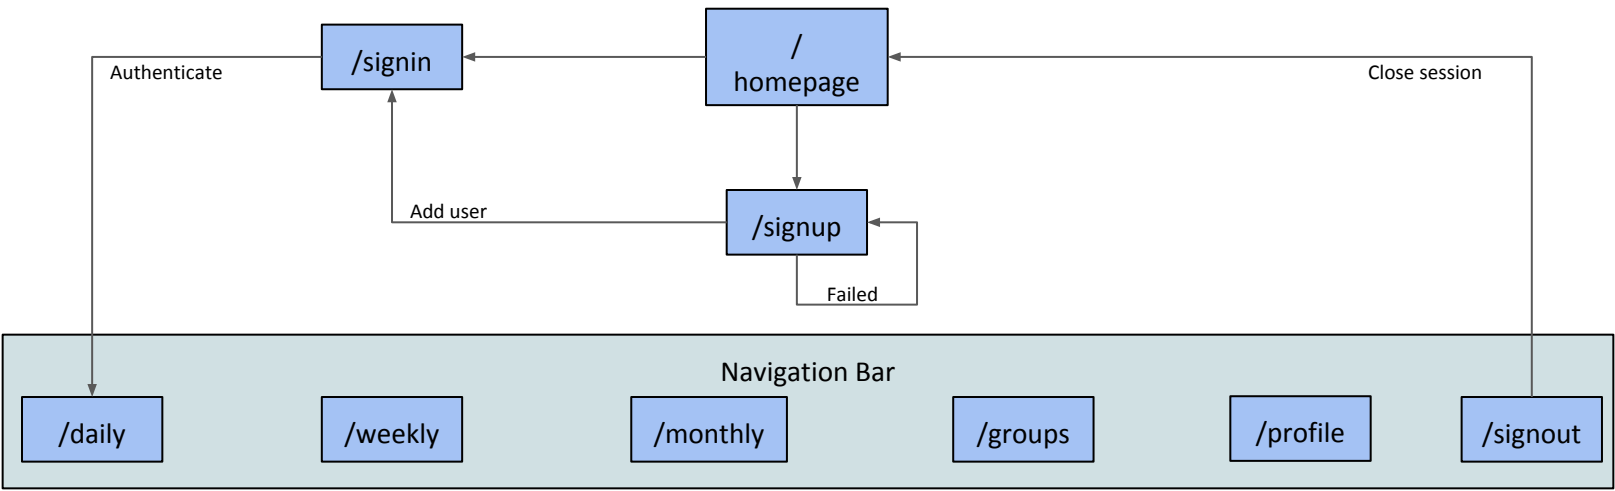 /signin
/
homepage
Authenticate
Close session
Add user
/signup
Failed
Navigation Bar
/daily
/weekly
/monthly
/groups
/profile
/signout